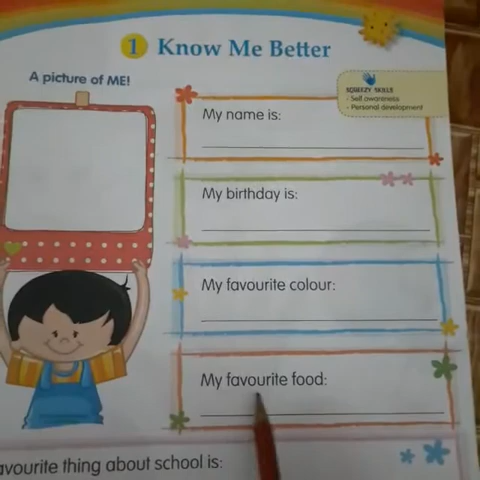 1 Know Me Better
A picture of ME!
SQUEEZY SKILLS
- Self awareness
- Personal development
My name is:
My birthday is:
My favourite colour:
My favourite food:
avourite thing about school is: